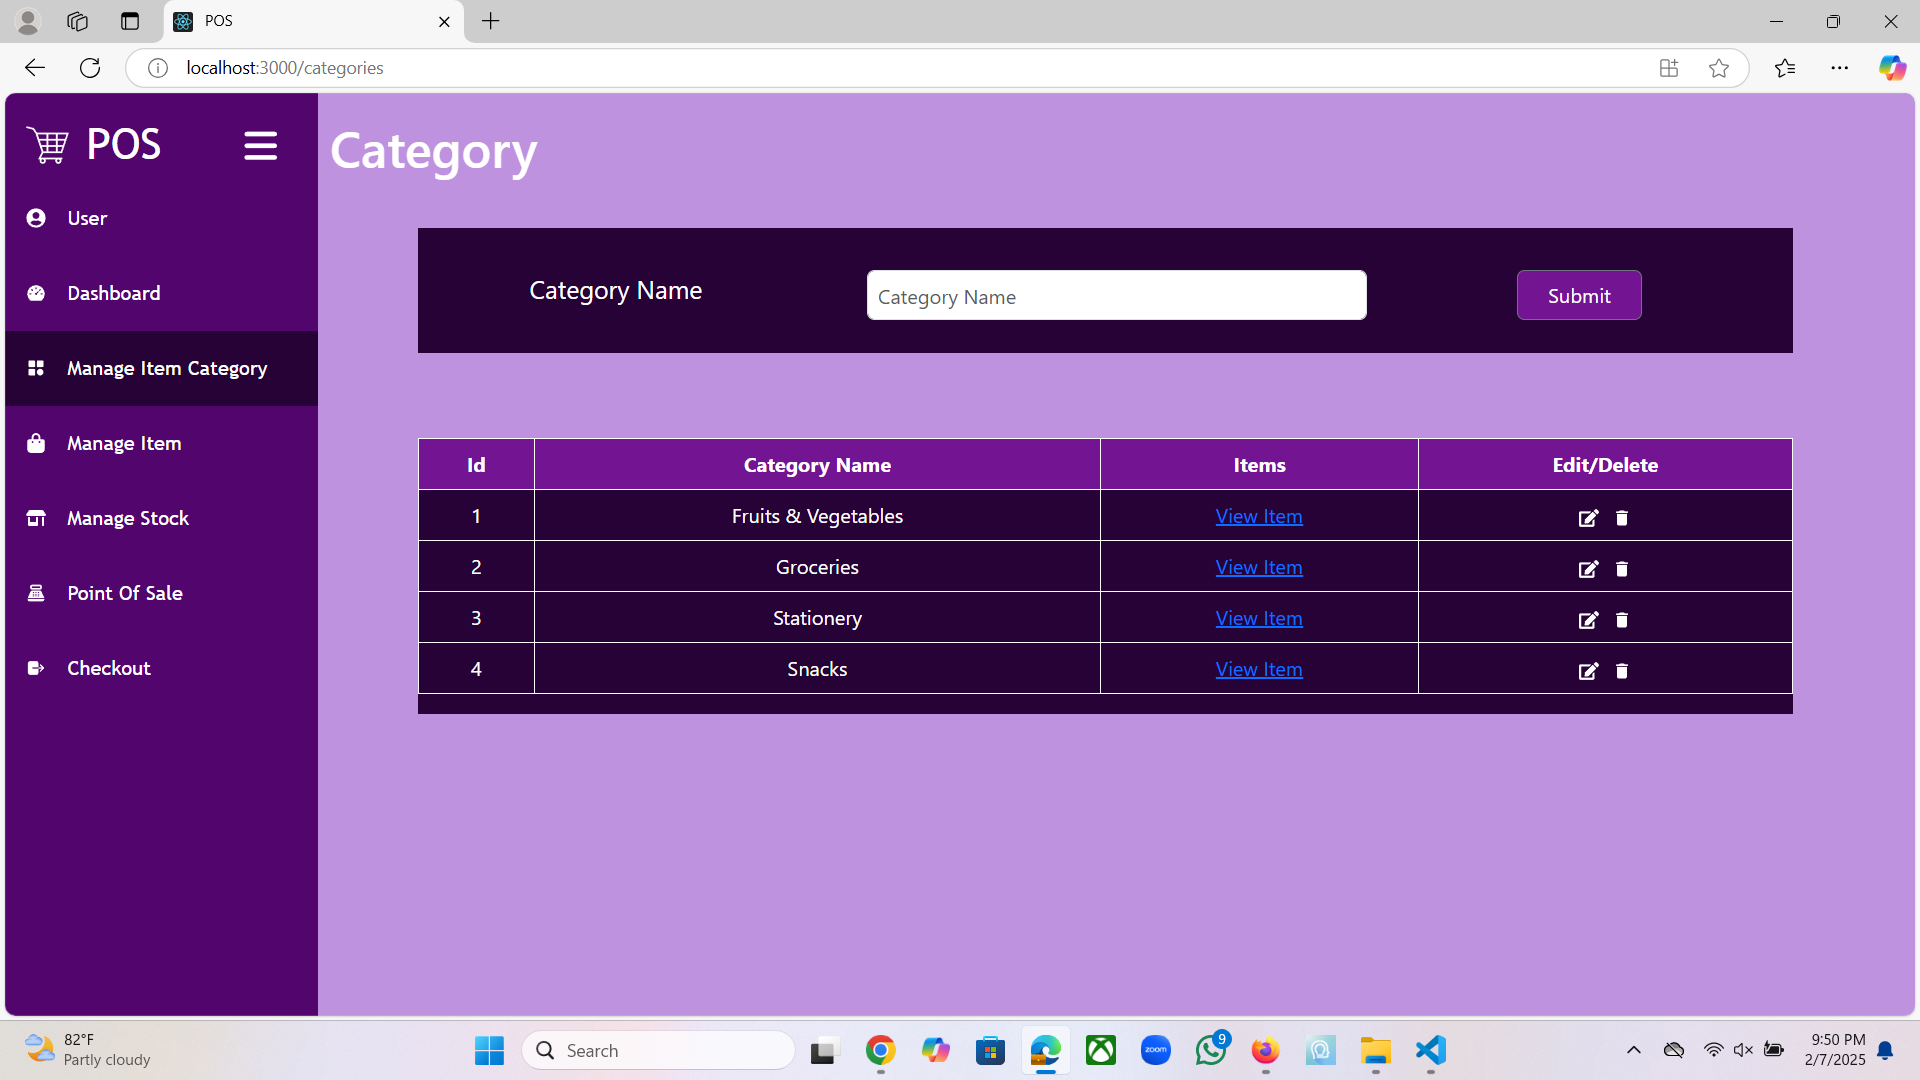 POS
localhost:3000/categories
POS
Category
User
Dashboard
Manage Item Category
Manage Item
Manage Stock
Point Of Sale
Checkout
Category Name
Category Name
Submit
Id Category Name Items Edit/Delete
1 Fruits & Vegetables View Item
2 Groceries View Item
3 Stationery View Item
4 Snacks View Item
82°F
Partly cloudy
Search
zoom
9
9:50 PM
2/7/2025